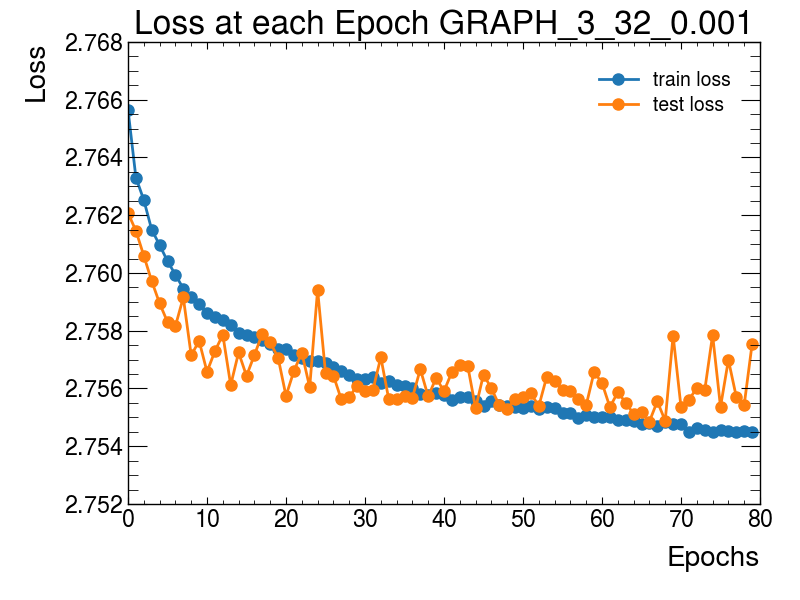 Loss at each Epoch GRAPH_3_32_0.001
Loss
2.768
2.766
2.764
2.762
2.760
2.758
2.756
2.754
2.752
train loss
test loss
0 10 20 30 40 50 60 70 80
Epochs